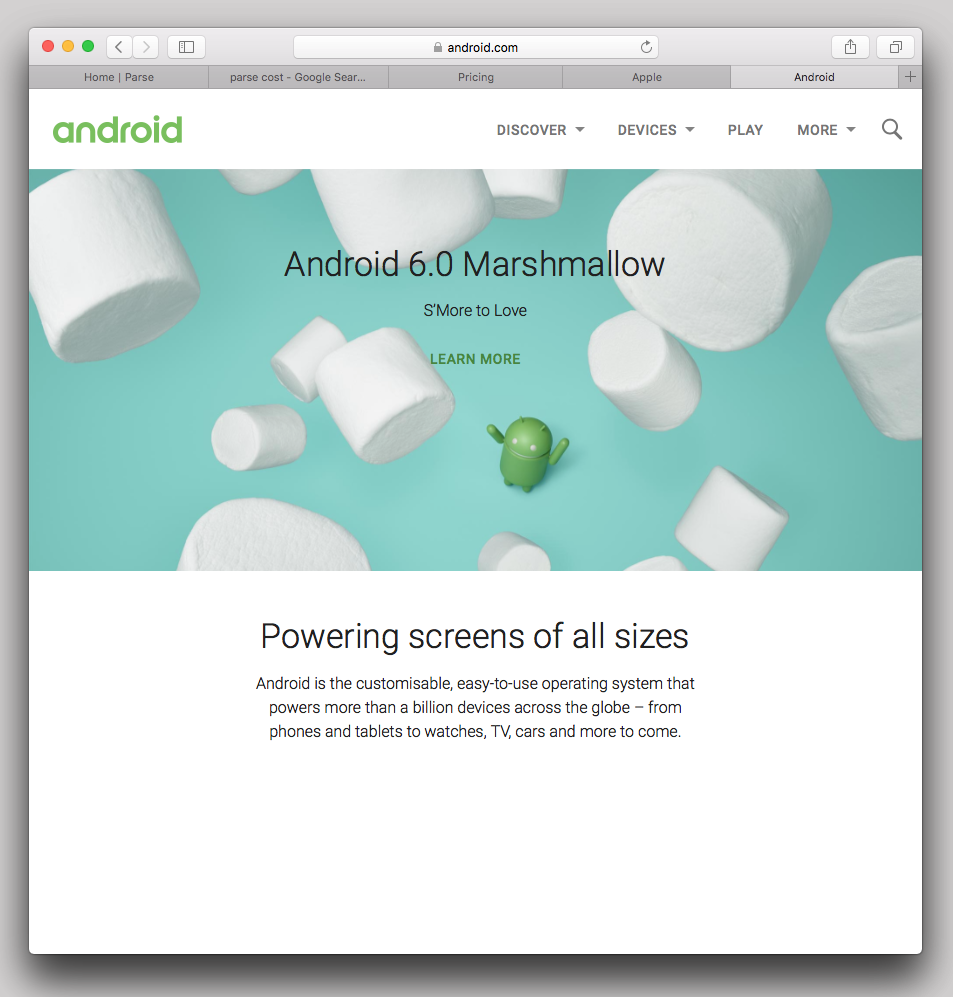 android.com
Home | Parse
parse cost - Google Sear...
Pricing
Apple
Android
android
DISCOVER
DEVICES
PLAY
MORE
Android 6.0 Marshmallow
S'More to Love
LEARN MORE
Powering screens of all sizes
Android is the customisable, easy-to-use operating system that
powers more than a billion devices across the globe – from
phones and tablets to watches, TV, cars and more to come.